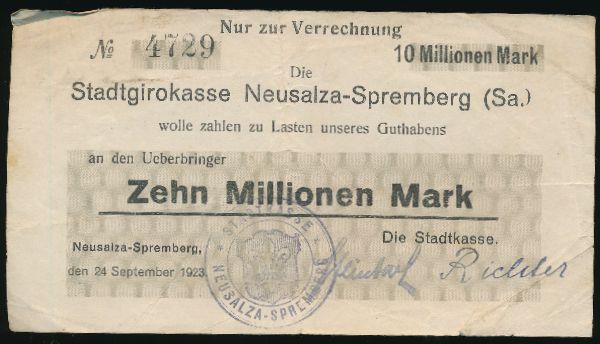 Nur zur Verrechnung
№ 4729
10 Millionen Mark
Die
Stadtgirokasse Neusalza-Spremberg (Sa.)
wolle zahlen zu Lasten unseres Guthabens
an den Ueberbringer
Zehn Millionen Mark
Neusalza-Spremberg,
den 24 September 1923.
Die Stadtkasse.
Richter
STADTKASSE
NEUSALZA-SPREMBERG